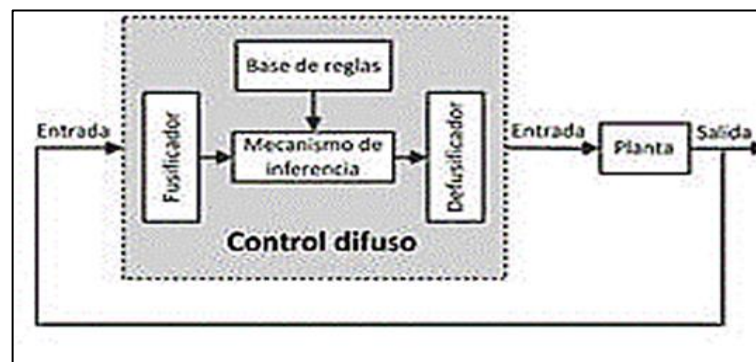 Base de reglas
Entrada
Fusificador
Mecanismo de
inferencia
Defusificador
Entrada
Planta
Salida
Control difuso